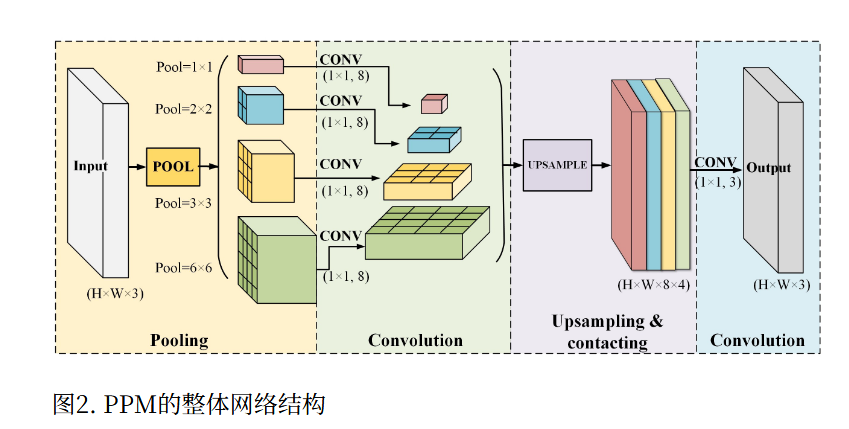 Pool=1×1
CONV
(1×1, 8)
Pool=2×2
CONV
(1×1, 8)
Input
POOL
CONV
(1×1, 8)
UPSAMPLE
CONV
(1×1, 3)
Output
Pool=3×3
CONV
(1×1, 8)
Pool=6×6
(H×W×3)
(H×W×8×4)
(H×W×3)
Pooling
Convolution
Upsampling &
contacting
Convolution
图2. PPM的整体网络结构